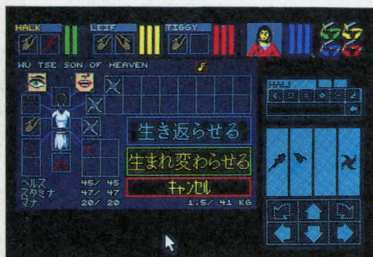 HALK LEIF TIGGY
WU TSE SON OF HEAVEN
生き返らせる
生まれ変わらせる
キャンセル
ヘルス 45/ 45
スタミナ 47/ 47
マナ 20/ 20
1.5/ 41 KG